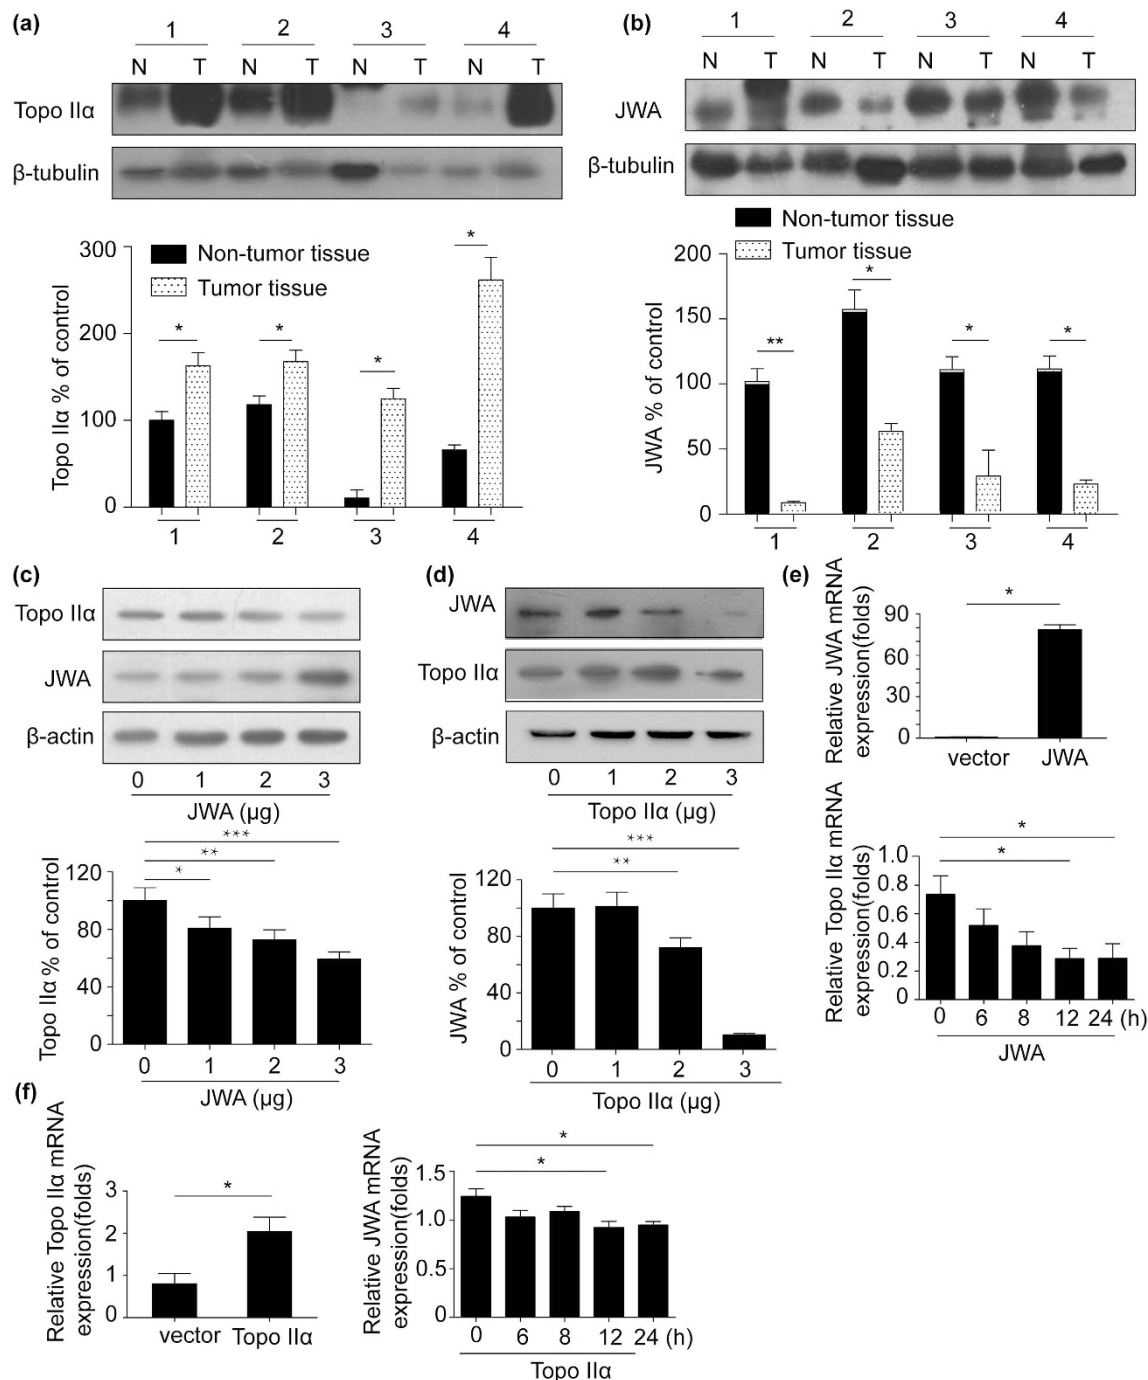 (a)
1 2 3 4
N T N T N T N T
Topo IIα
β-tubulin
Non-tumor tissue
Tumor tissue
Topo IIα % of control
300
200
100
0
* * * *
1 2 3 4
(b)
1 2 3 4
N T N T N T N T
JWA
β-tubulin
Non-tumor tissue
Tumor tissue
JWA % of control
200
150
100
50
0
** * * *
1 2 3 4
(c)
Topo IIα
JWA
β-actin
0 1 2 3
JWA (μg)
***
**
*
Topo IIα % of control
120
80
40
0
0 1 2 3
JWA (μg)
(d)
JWA
Topo IIα
β-actin
0 1 2 3
Topo IIα (μg)
***
**
JWA % of control
120
80
40
0
0 1 2 3
Topo IIα (μg)
(e)
Relative JWA mRNA
expression(folds)
90
60
30
0
*
vector JWA
Relative Topo IIα mRNA
expression(folds)
1.0
0.8
0.6
0.4
0.2
0
*
*
0 6 8 12 24 (h)
JWA
(f)
Relative Topo IIα mRNA
expression(folds)
3
2
1
0
*
vector Topo IIα
Relative JWA mRNA
expression(folds)
1.5
1.0
1.5
0
*
*
0 6 8 12 24 (h)
Topo IIα